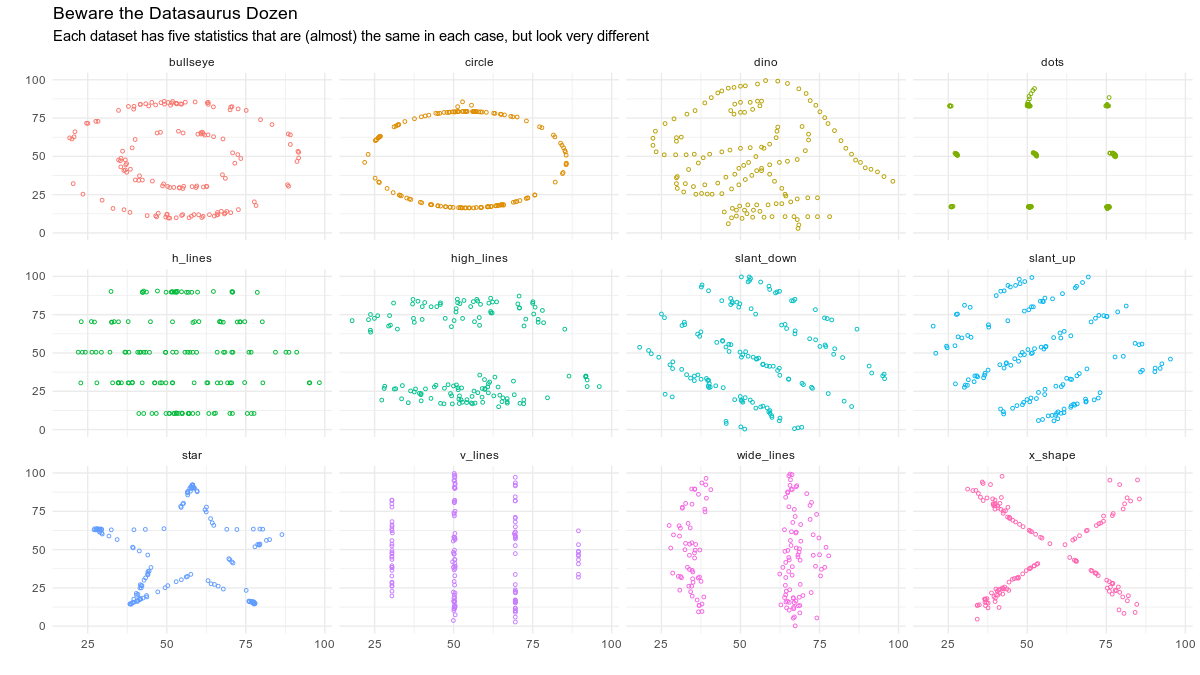 Beware the Datasaurus Dozen
Each dataset has five statistics that are (almost) the same in each case, but look very different
bullseye circle dino dots
100
75
50
25
0
h_lines high_lines slant_down slant_up
100
75
50
25
0
star v_lines wide_lines x_shape
100
75
50
25
0
25 50 75 100 25 50 75 100 25 50 75 100 25 50 75 100